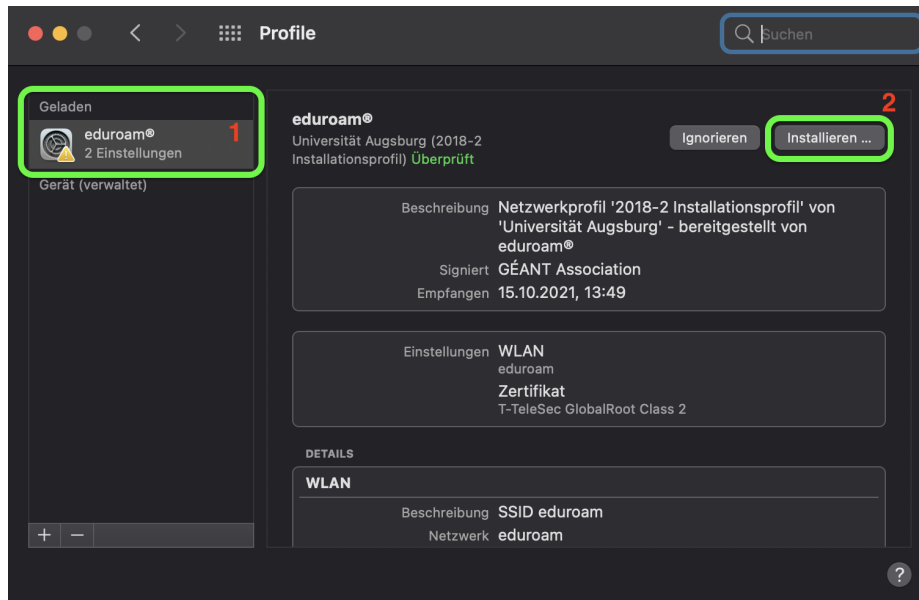 Profile
Suchen
Geladen
eduroam®
2 Einstellungen
1
Gerät (verwaltet)
eduroam®
Universität Augsburg (2018-2
Installationsprofil) Überprüft
Ignorieren
2
Installieren ...
Beschreibung Netzwerkprofil '2018-2 Installationsprofil' von
'Universität Augsburg' - bereitgestellt von
eduroam®
Signiert GÉANT Association
Empfangen 15.10.2021, 13:49
Einstellungen WLAN
eduroam
Zertifikat
T-TeleSec GlobalRoot Class 2
DETAILS
WLAN
Beschreibung SSID eduroam
Netzwerk eduroam
+ −
?